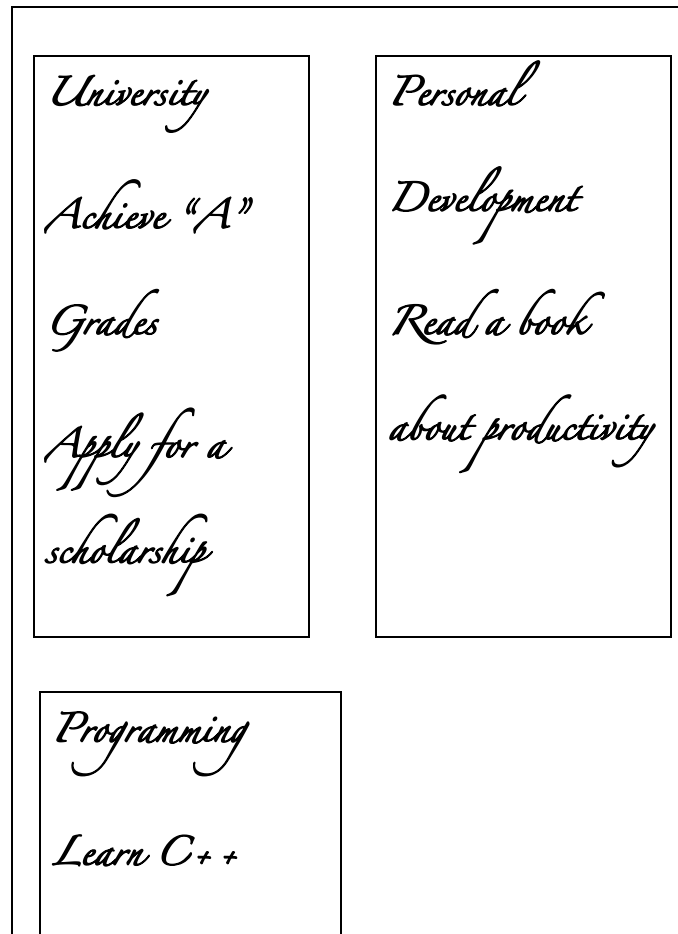 University
Achieve “A”
Grades
Apply for a
scholarship
Personal
Development
Read a book
about productivity
Programming
Learn C++